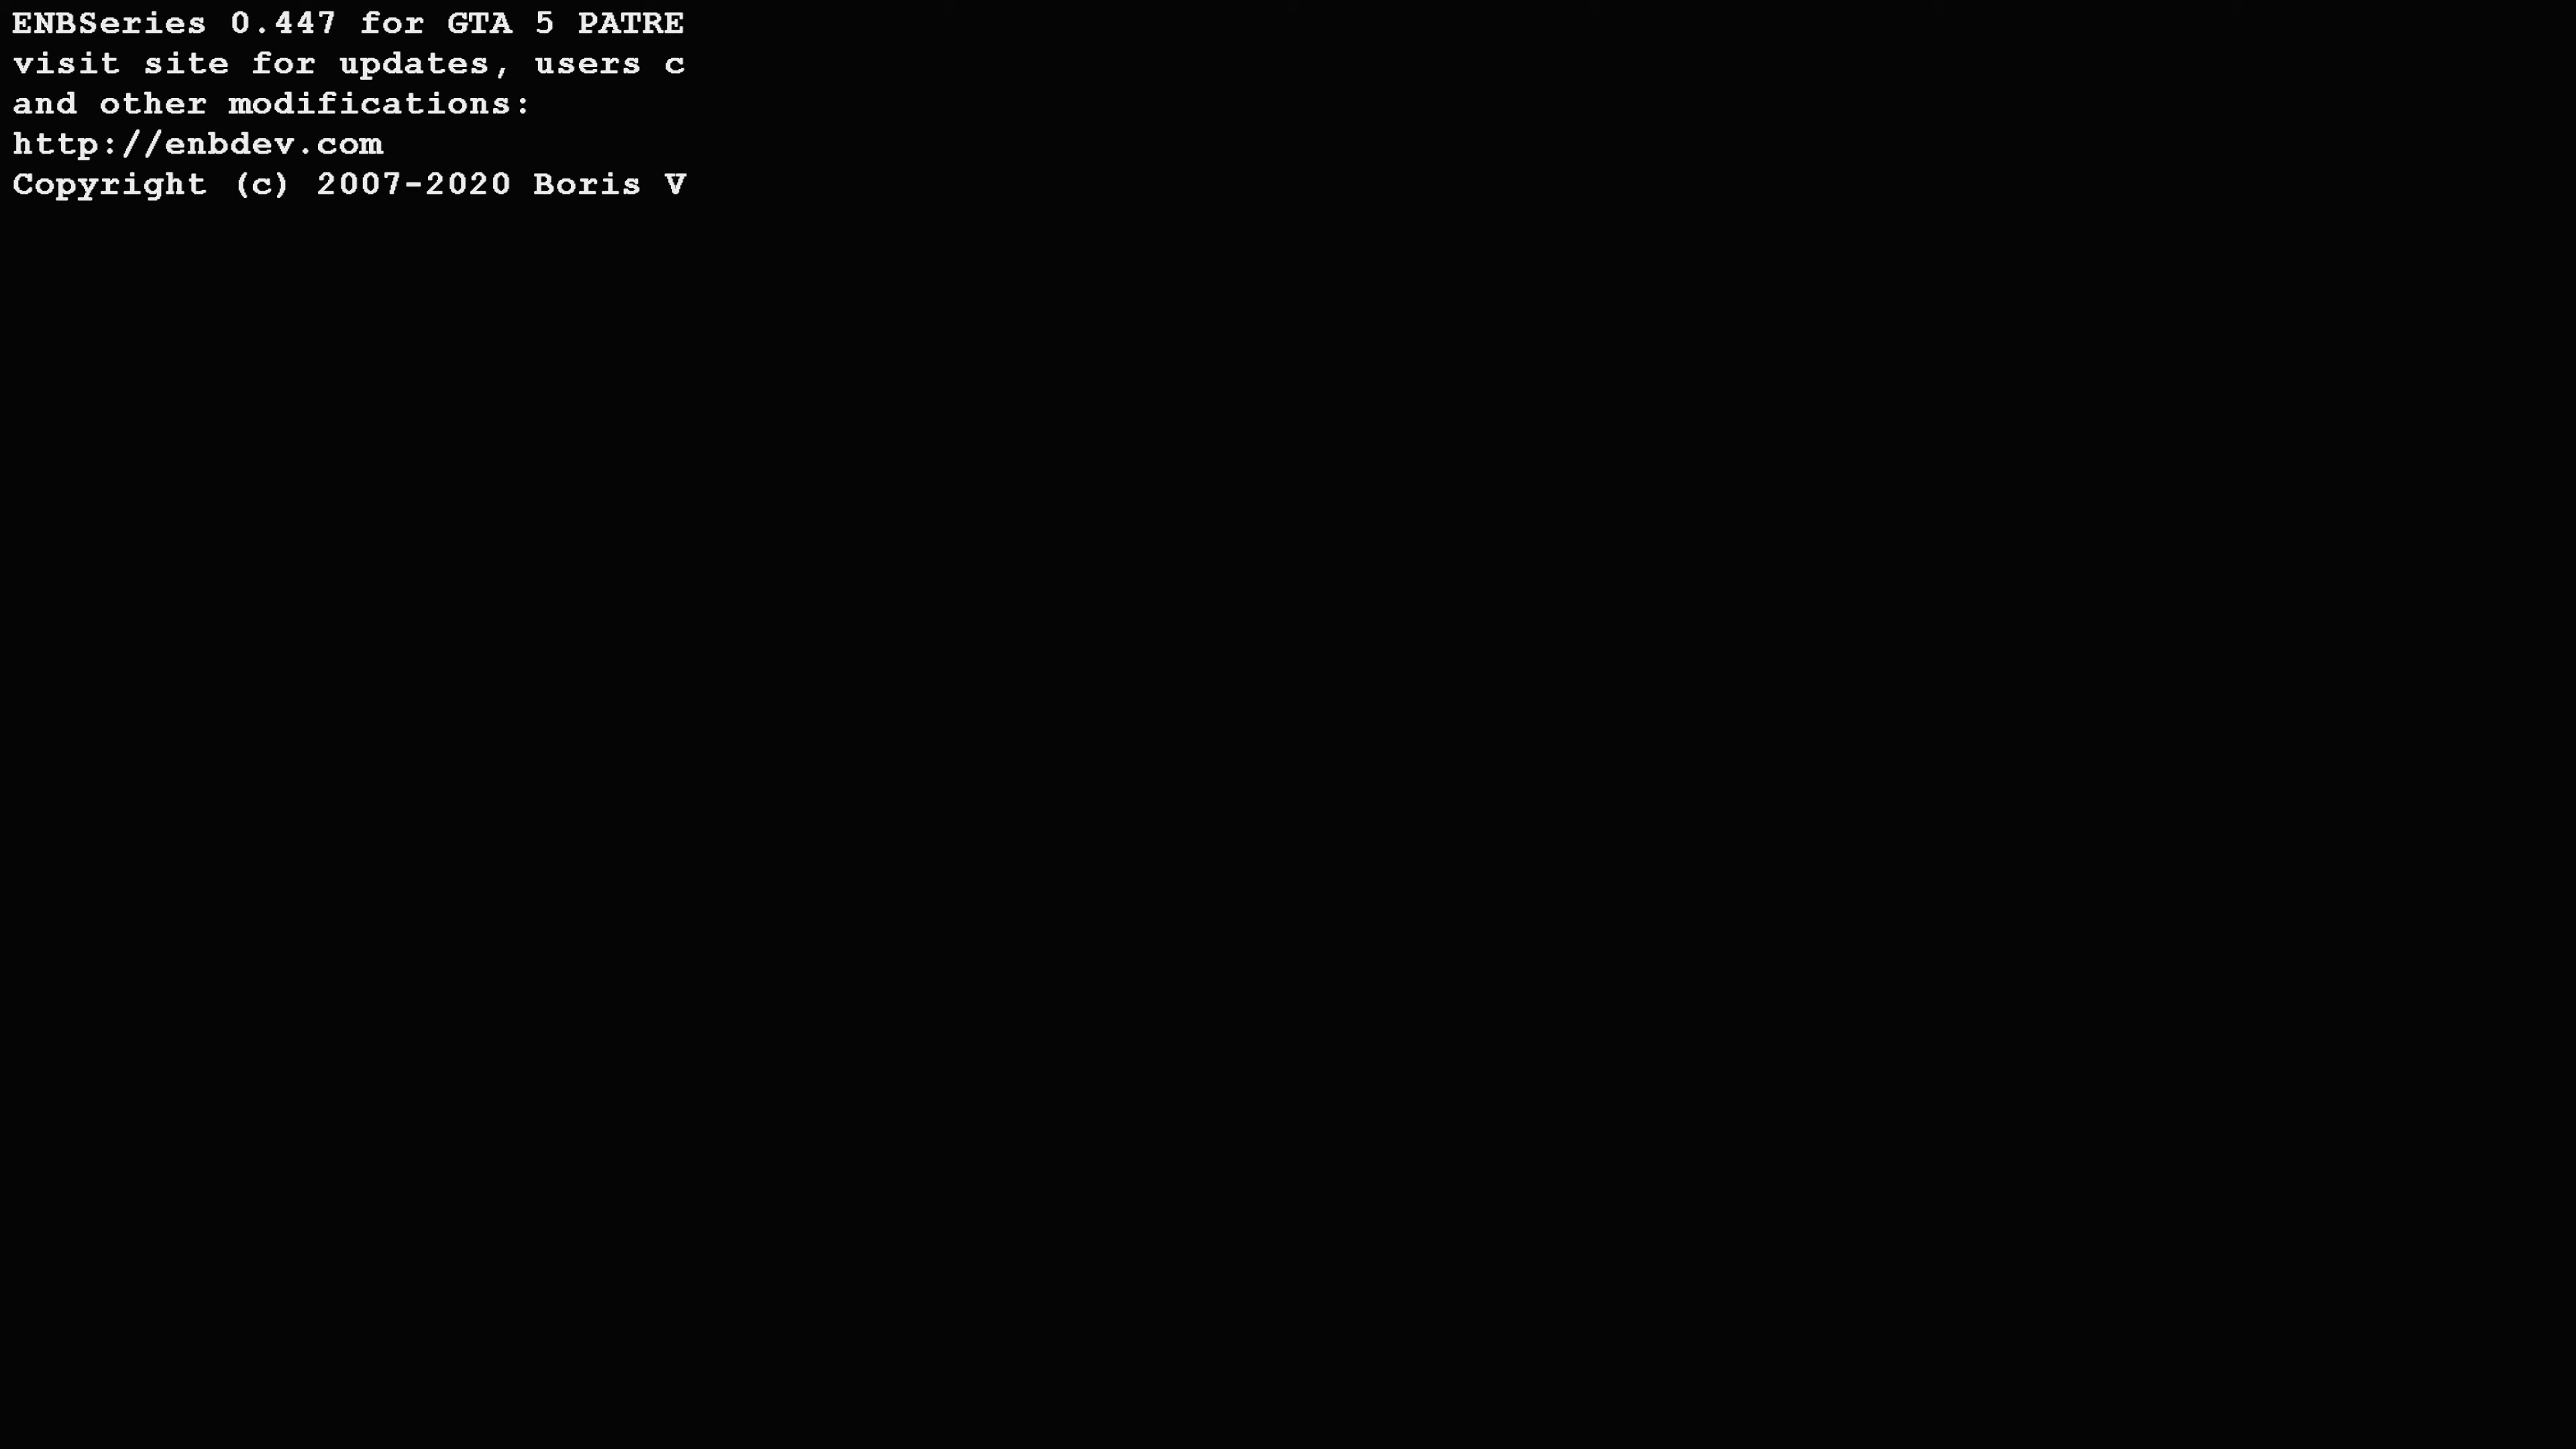 ENBSeries 0.447 for GTA 5 PATRE
visit site for updates, users c
and other modifications:
http://enbdev.com
Copyright (c) 2007-2020 Boris V